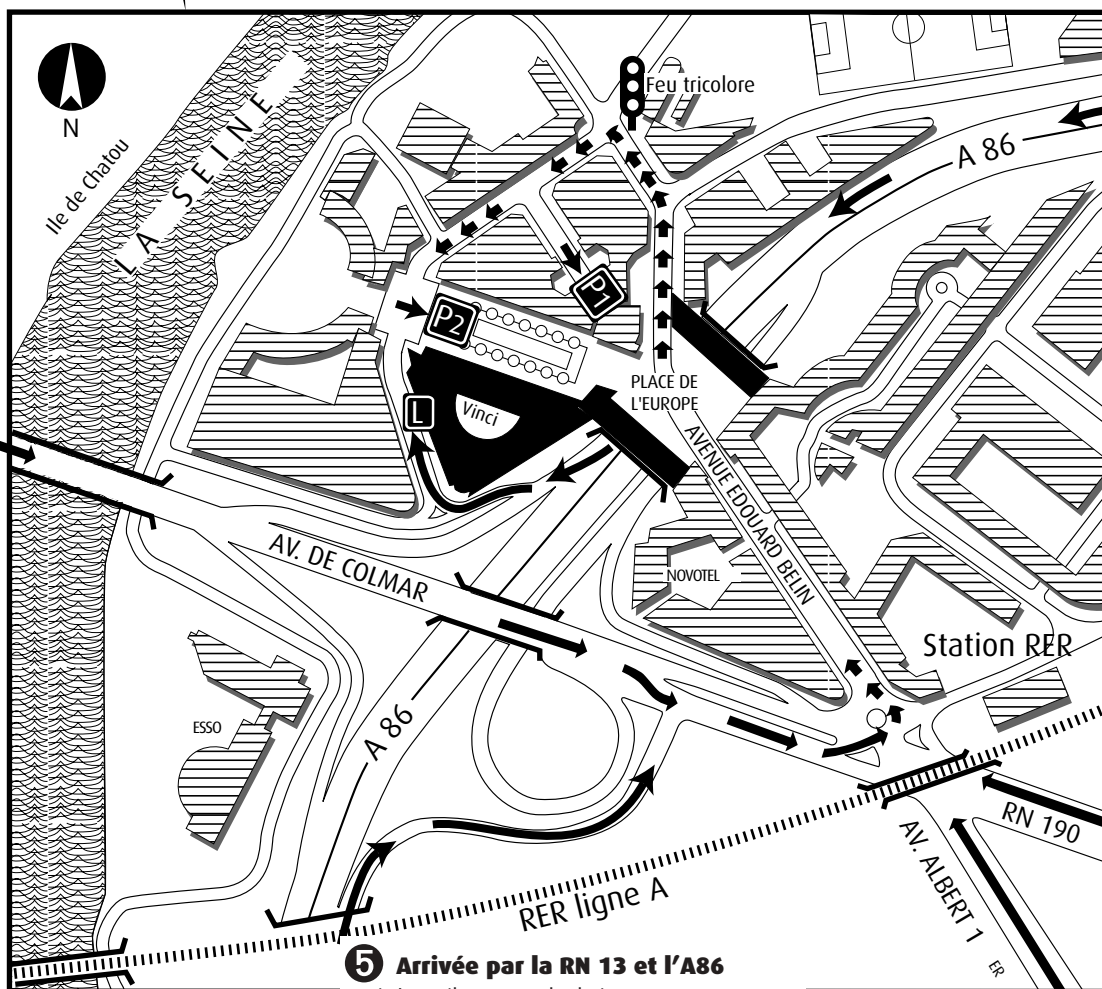 Feu tricolore
N
A 86
Ile de Chatou
LA SEINE
P1
P2
PLACE DE
L'EUROPE
Vinci
L
AVENUE EDOUARD BELIN
AV. DE COLMAR
NOVOTEL
Station RER
ESSO
A 86
RN 190
AV. ALBERT 1 ER
RER ligne A
5 Arrivée par la RN 13 et l'A86